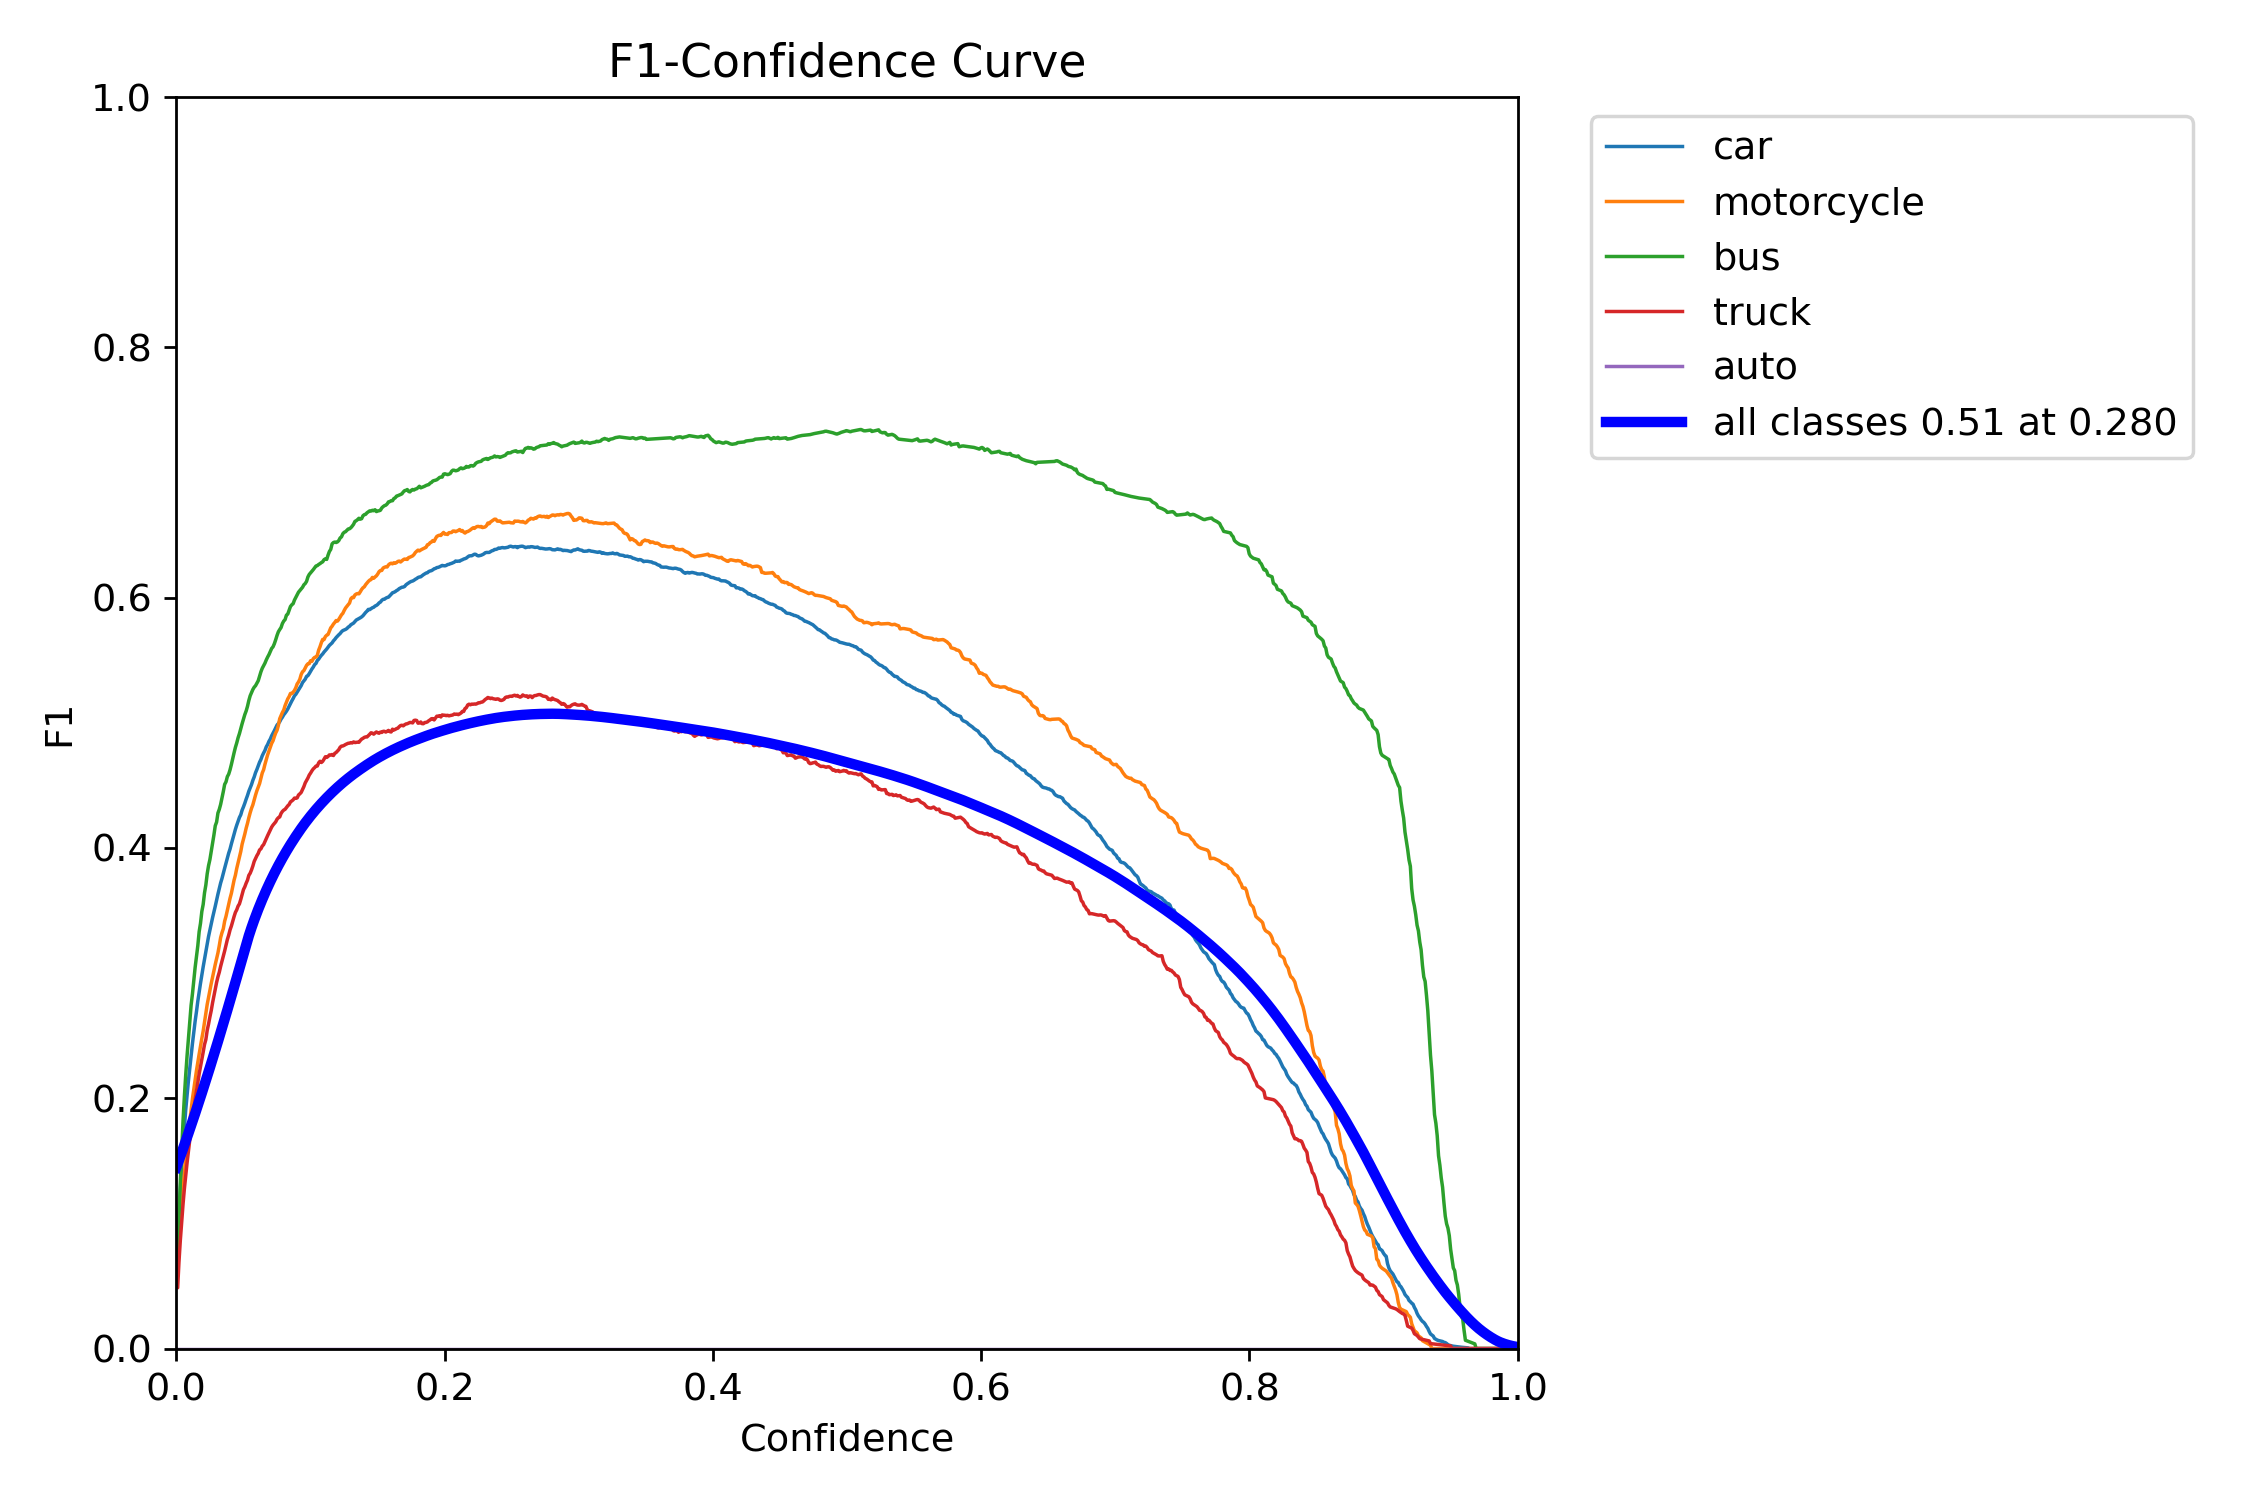 F1-Confidence Curve
1.0
0.8
0.6
0.4
0.2
0.0
F1
0.0 0.2 0.4 0.6 0.8 1.0
Confidence
car
motorcycle
bus
truck
auto
all classes 0.51 at 0.280